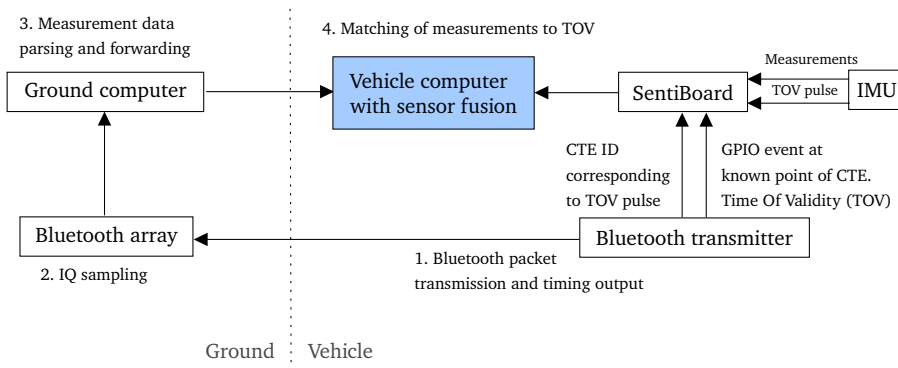 3. Measurement data
parsing and forwarding
4. Matching of measurements to TOV
Ground computer
Vehicle computer
with sensor fusion
SentiBoard
Measurements
TOV pulse
IMU
CTE ID
corresponding
to TOV pulse
GPIO event at
known point of CTE.
Time Of Validity (TOV)
Bluetooth array
Bluetooth transmitter
2. IQ sampling
1. Bluetooth packet
transmission and timing output
Ground
Vehicle